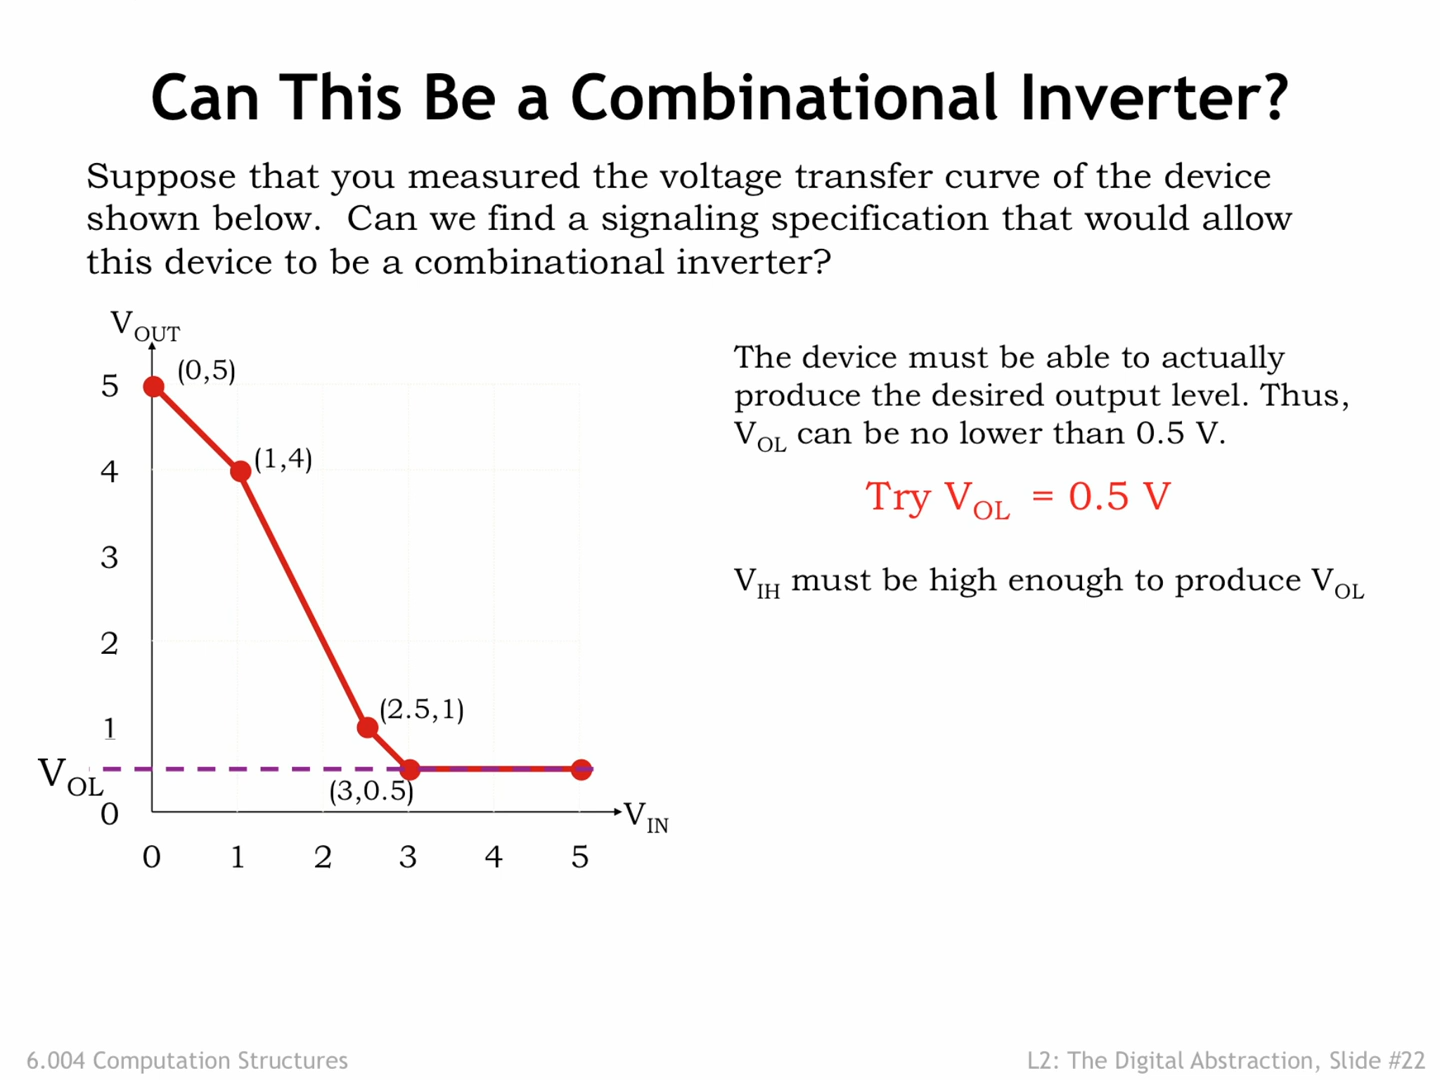 Can This Be a Combinational Inverter?
Suppose that you measured the voltage transfer curve of the device
shown below.  Can we find a signaling specification that would allow
this device to be a combinational inverter?
VOUT
5
(0,5)
4
(1,4)
3
2
1
(2.5,1)
VOL
(3,0.5)
0
VIN
0 1 2 3 4 5
The device must be able to actually
produce the desired output level. Thus,
VOL can be no lower than 0.5 V.
Try VOL = 0.5 V
VIH must be high enough to produce VOL
6.004 Computation Structures
L2: The Digital Abstraction, Slide #22